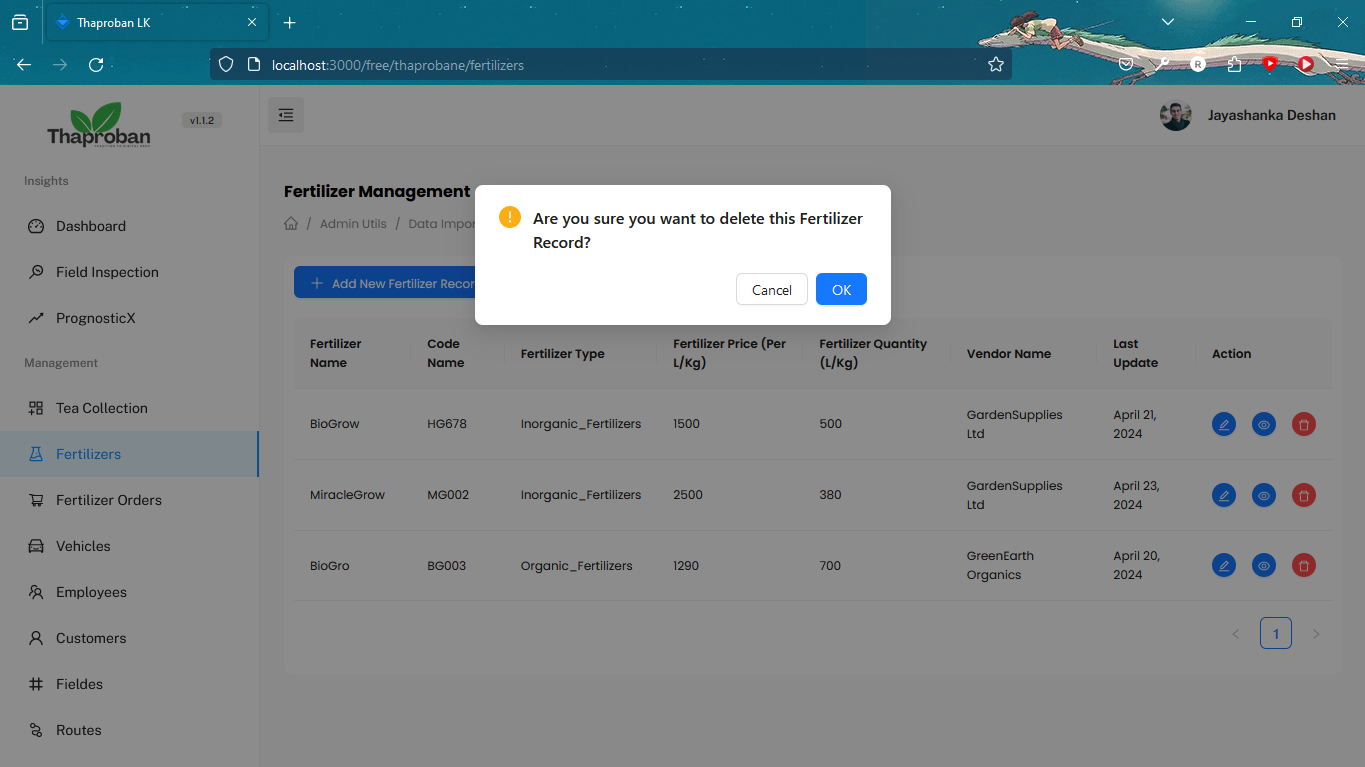 Thaproban LK
localhost:3000/free/thaprobane/fertilizers
R
Thaproban
v1.1.2
Jayashanka Deshan
Insights
Dashboard
Field Inspection
PrognosticX
Management
Tea Collection
Fertilizers
Fertilizer Orders
Vehicles
Employees
Customers
Fieldes
Routes
Fertilizer Management
/ Admin Utils / Data Impor
Are you sure you want to delete this Fertilizer
Record?
Cancel
OK
Add New Fertilizer Recor
Fertilizer Name
Code Name
Fertilizer Type
Fertilizer Price (Per L/Kg)
Fertilizer Quantity (L/Kg)
Vendor Name
Last Update
Action
BioGrow HG678 Inorganic_Fertilizers 1500 500 GardenSupplies Ltd April 21, 2024
MiracleGrow MG002 Inorganic_Fertilizers 2500 380 GardenSupplies Ltd April 23, 2024
BioGro BG003 Organic_Fertilizers 1290 700 GreenEarth Organics April 20, 2024
1